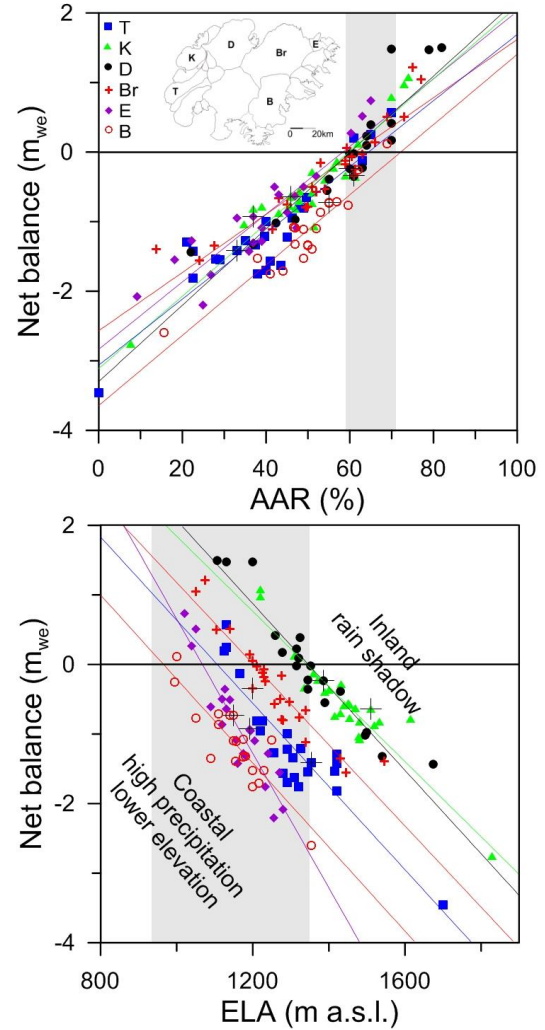 2
T
K
D
Br
E
B
K
D
Br
E
T
B
0 20km
Net balance (mwe)
0
-2
-4
0 20 40 60 80 100
AAR (%)
2
Net balance (mwe)
0
-2
-4
Inland
rain shadow
Coastal
high precipitation
lower elevation
800 1200 1600
ELA (m a.s.l.)